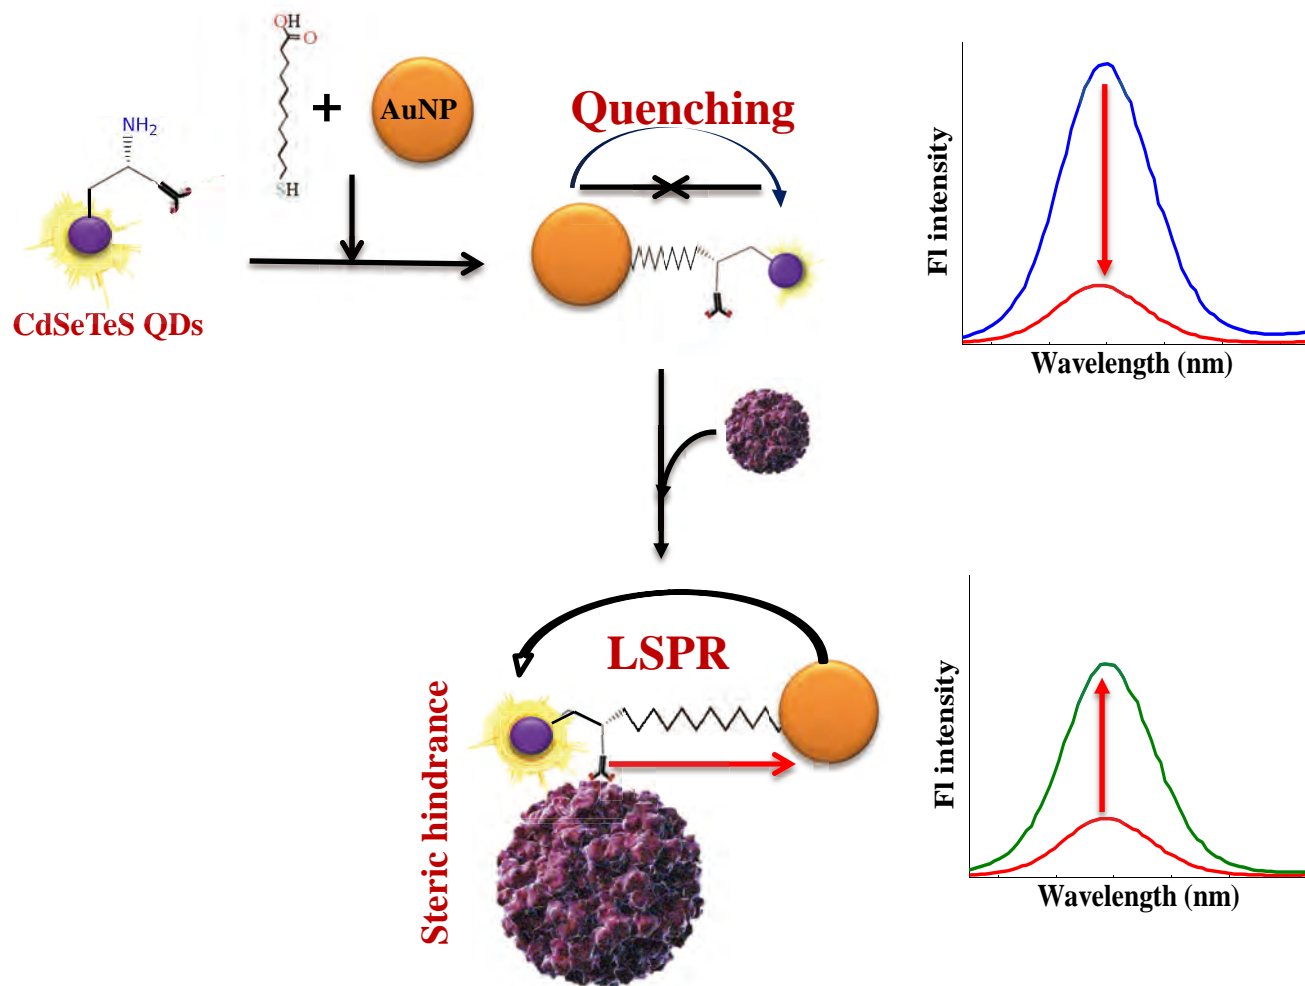 OH
O
SH
+
AuNP
NH2
CdSeTeS QDs
Quenching
Fl intensity
Wavelength (nm)
LSPR
Steric hindrance
Fl intensity
Wavelength (nm)